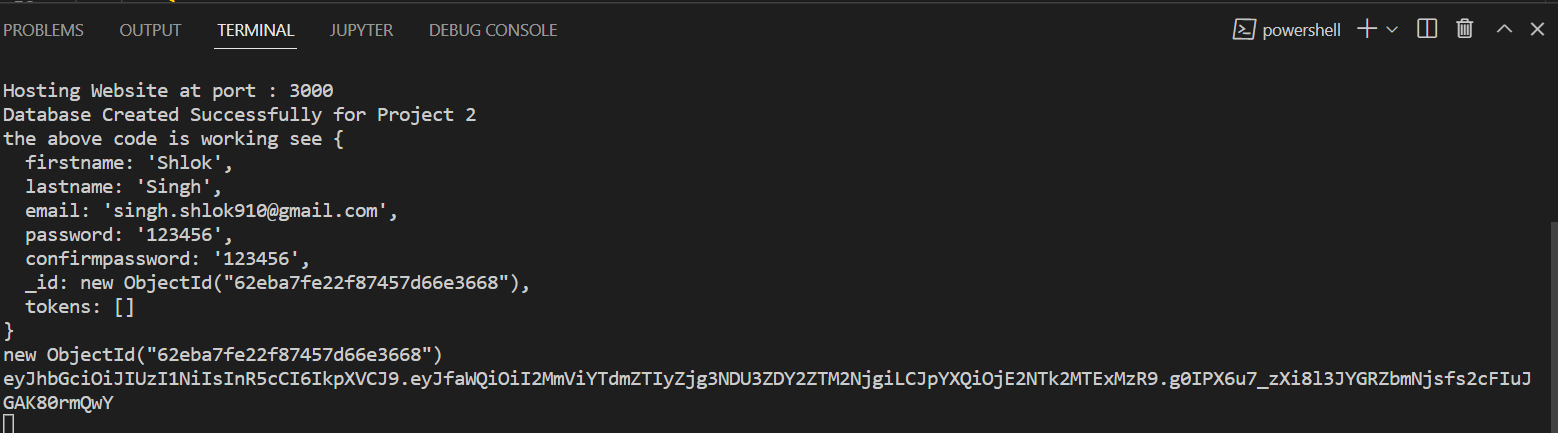 PROBLEMS OUTPUT TERMINAL JUPYTER DEBUG CONSOLE powershell
Hosting Website at port : 3000
Database Created Successfully for Project 2
the above code is working see {
  firstname: 'Shlok',
  lastname: 'Singh',
  email: 'singh.shlok910@gmail.com',
  password: '123456',
  confirmpassword: '123456',
  _id: new ObjectId("62eba7fe22f87457d66e3668"),
  tokens: []
}
new ObjectId("62eba7fe22f87457d66e3668")
eyJhbGciOiJIUzI1NiIsInR5cCI6IkpXVCJ9.eyJfaWQiOiI2MmViYTdmZTIyZjg3NDU3ZDY2ZTM2NjgiLCJpYXQiOjE2NTk2MTExMzR9.g0IPX6u7_zXi8l3JYGRZbmNjsfs2cFIuJ
GAK80rmQwY